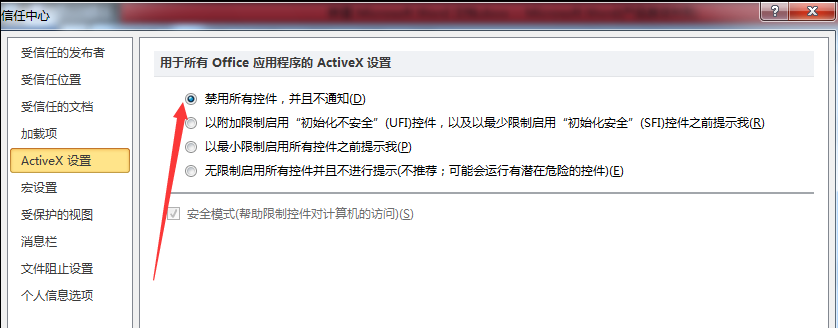 信任中心
受信任的发布者
受信任位置
受信任的文档
加载项
ActiveX 设置
宏设置
受保护的视图
消息栏
文件阻止设置
个人信息选项
用于所有 Office 应用程序的 ActiveX 设置
禁用所有控件，并且不通知(D)
以附加限制启用“初始化不安全”(UFI)控件，以及以最少限制启用“初始化安全”(SFI)控件之前提示我(R)
以最小限制启用所有控件之前提示我(P)
无限制启用所有控件并且不进行提示(不推荐；可能会运行有潜在危险的控件)(E)
安全模式(帮助限制控件对计算机的访问)(S)